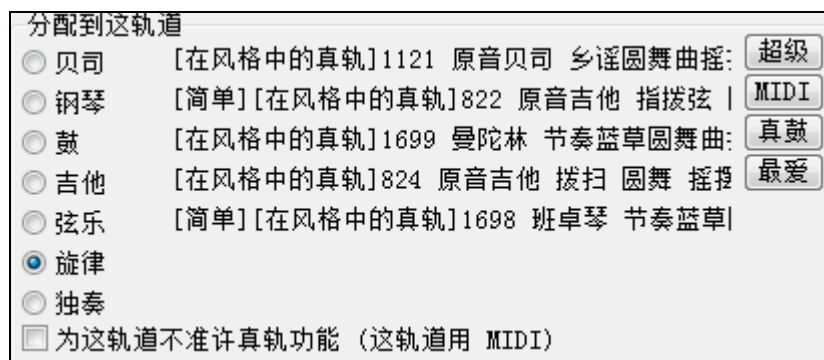 分配到这轨道
贝司 [在风格中的真轨]1121 原音贝司 乡谣圆舞曲摇 超级
钢琴 [简单][在风格中的真轨]822 原音吉他 指拨弦 MIDI
鼓 [在风格中的真轨]1699 曼陀林 节奏蓝草圆舞曲 真鼓
吉他 [在风格中的真轨]824 原音吉他 拨扫 圆舞 摇 最爱
弦乐 [简单][在风格中的真轨]1698 班卓琴 节奏蓝草
旋律
独奏
为这轨道不准许真轨功能 (这轨道用 MIDI)